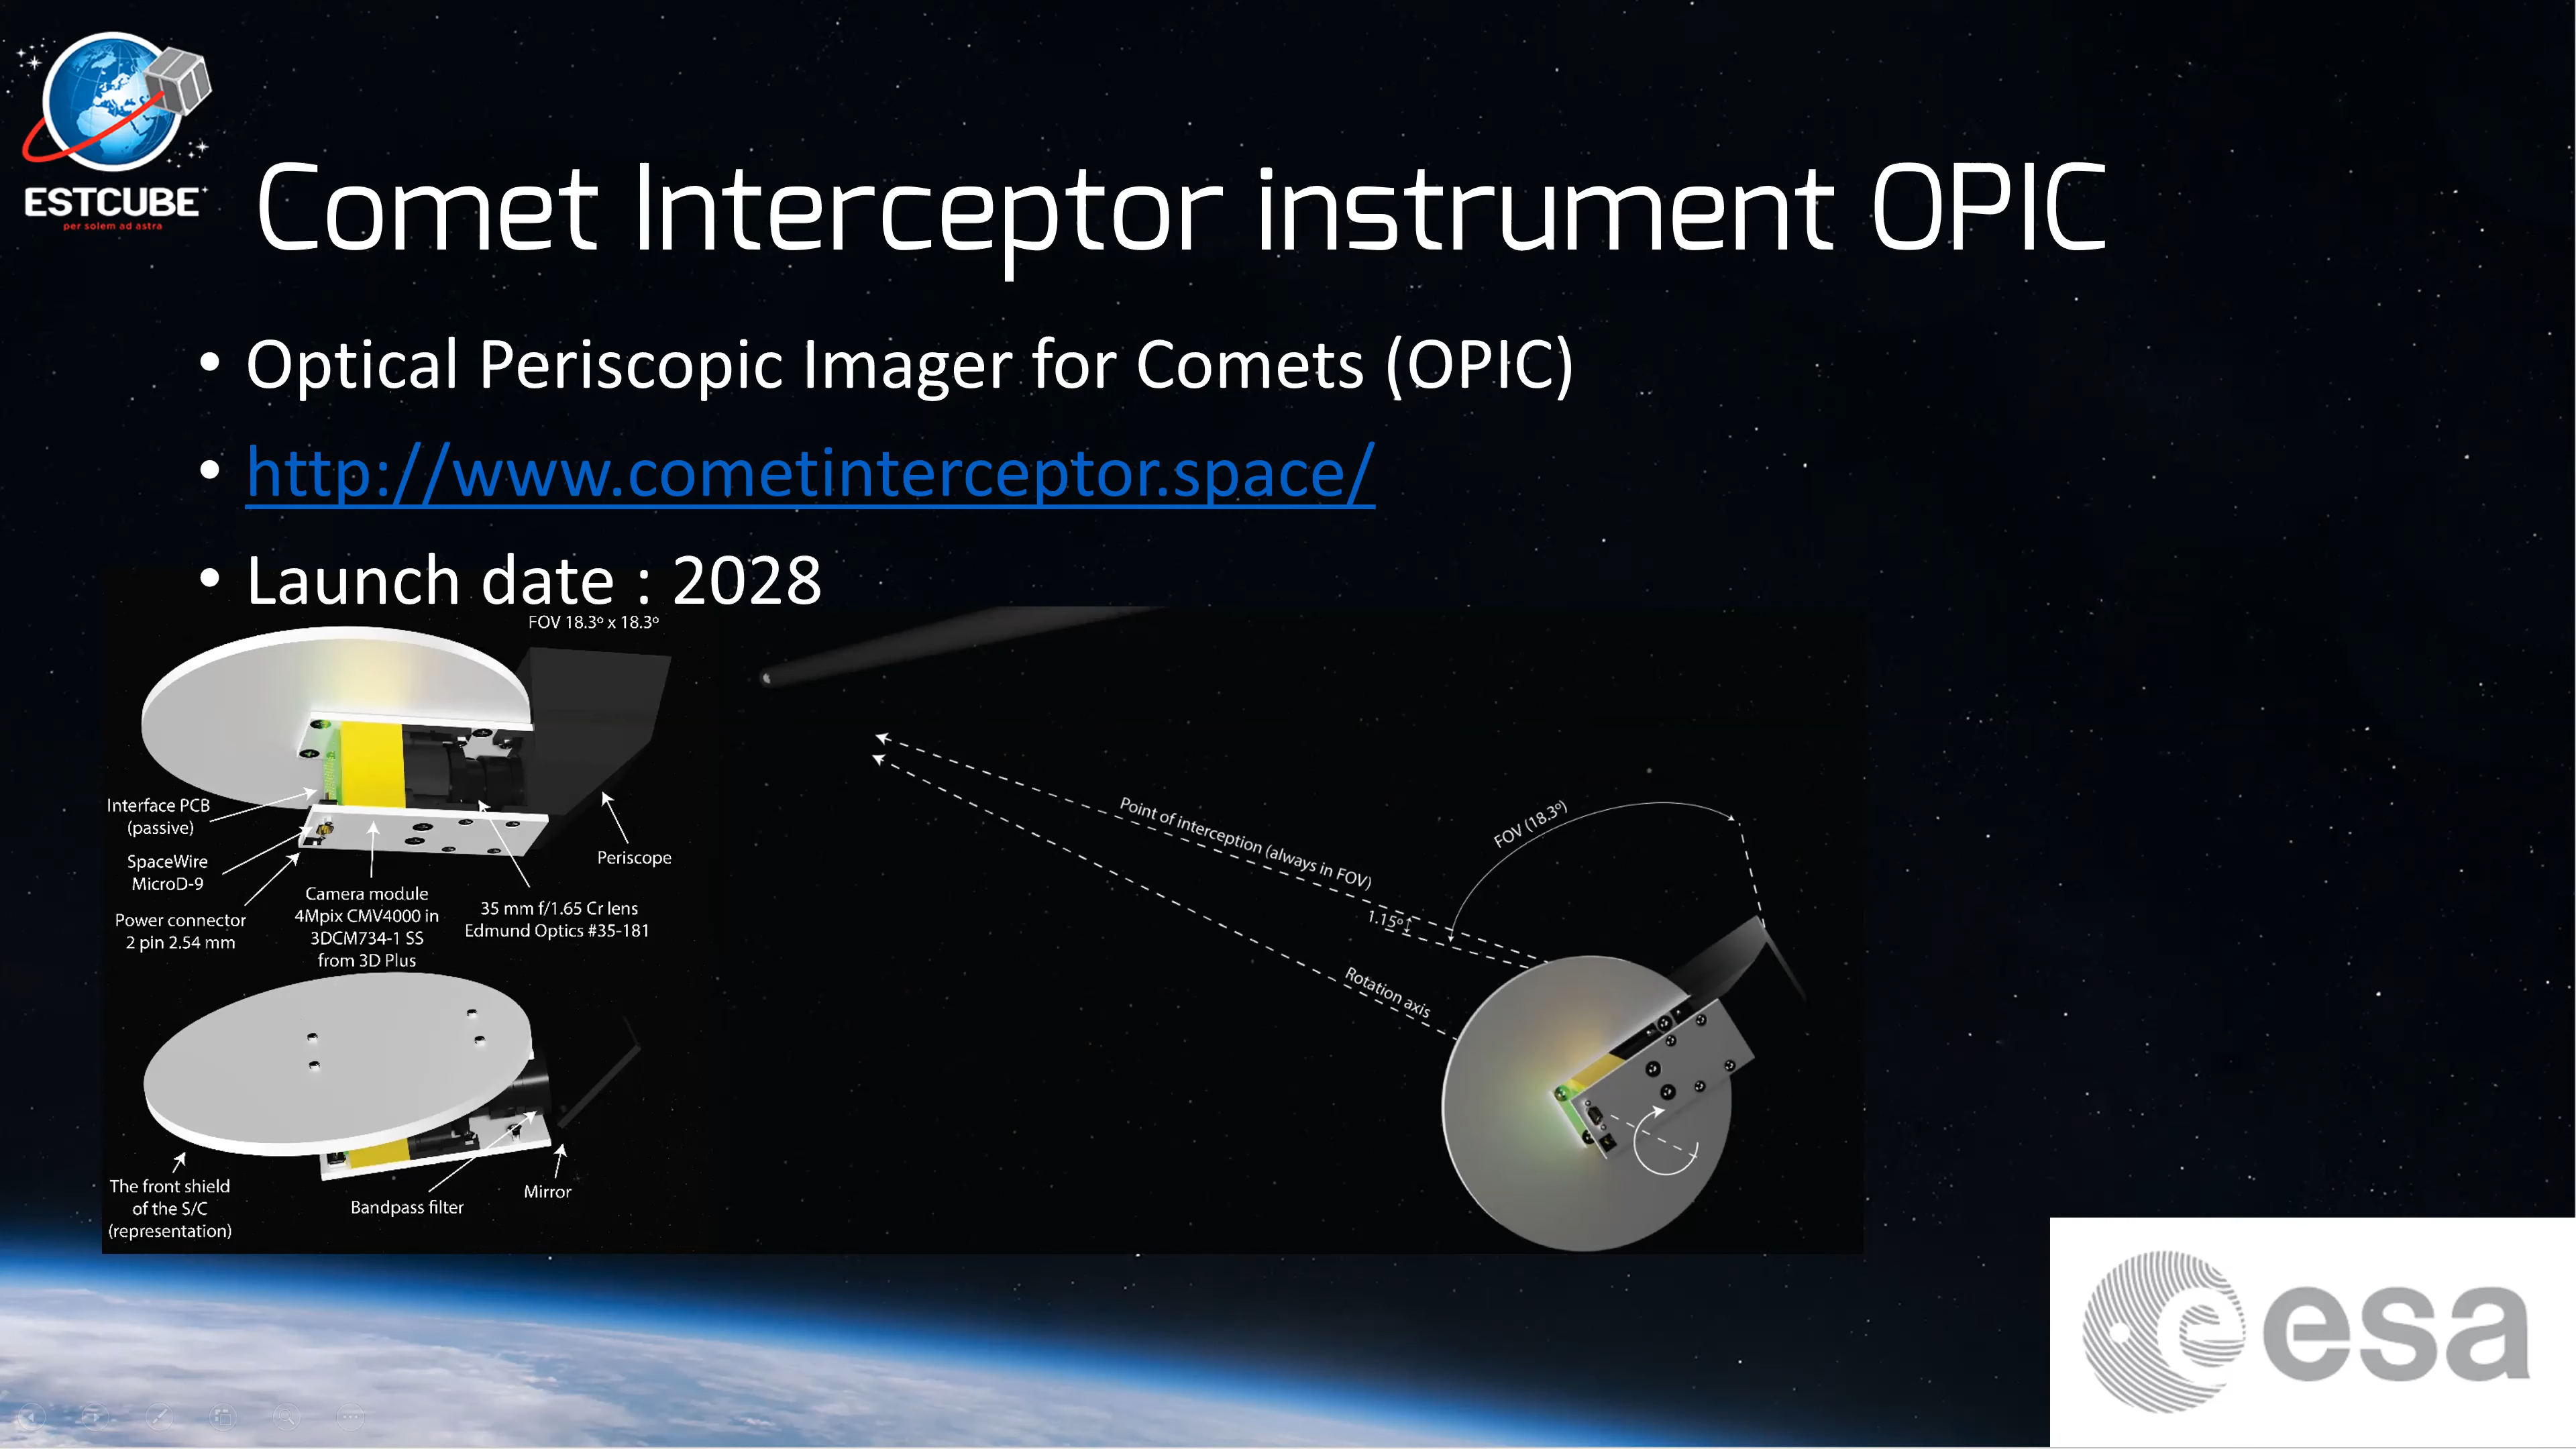 ESTCUBE
per solem ad astra
Comet Interceptor instrument OPIC
• Optical Periscopic Imager for Comets (OPIC)
• http://www.cometinterceptor.space/
• Launch date : 2028
FOV 18.3º x 18.3º
Interface PCB
(passive)
SpaceWire
MicroD-9
Power connector
2 pin 2.54 mm
Camera module
4Mpix CMV4000 in
3DCM734-1 SS
from 3D Plus
35 mm f/1.65 Cr lens
Edmund Optics #35-181
Periscope
The front shield
of the S/C
(representation)
Bandpass filter
Mirror
Point of interception (always in FOV)
1.15º
FOV (18.3º)
Rotation axis
esa